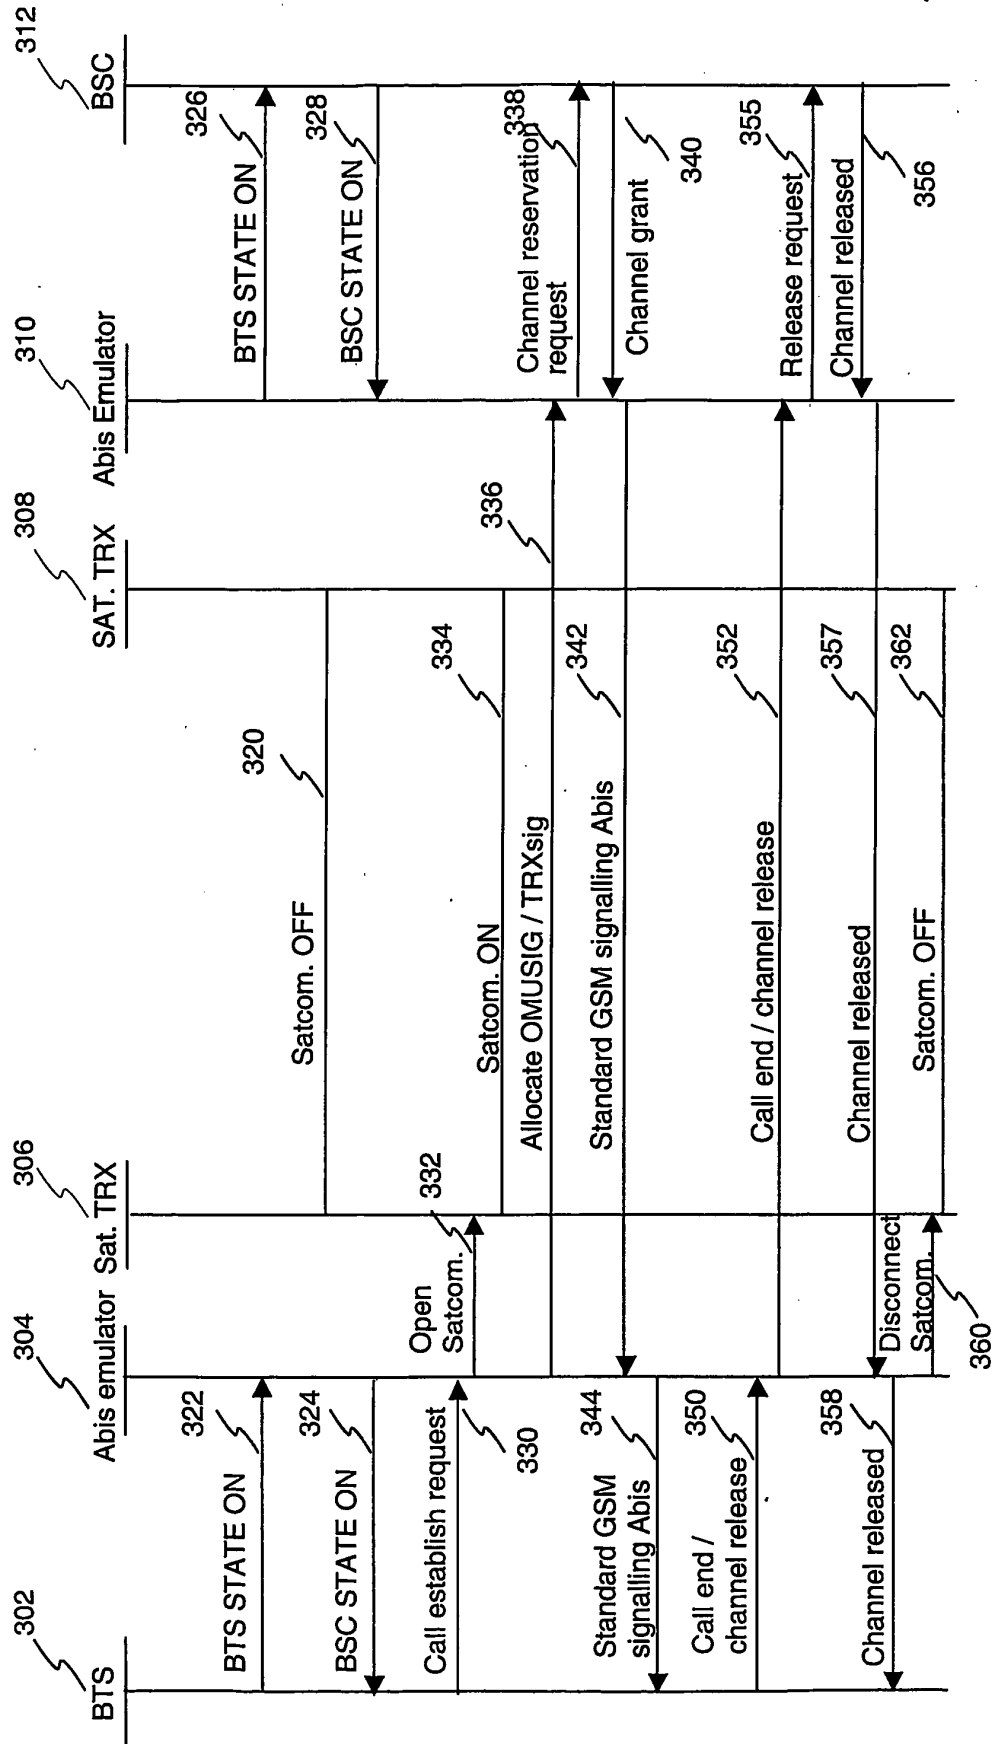 302
BTS
304
Abis emulator
306
Sat. TRX
308
SAT. TRX
310
Abis Emulator
312
BSC
320
Satcom. OFF
322
BTS STATE ON
326
BTS STATE ON
324
BSC STATE ON
328
BSC STATE ON
Call establish request
330
Open
Satcom.
332
334
Satcom. ON
Allocate OMUSIG / TRXsig
336
338
Channel reservation
request
Channel grant
340
342
Standard GSM signalling Abis
344
Standard GSM
signalling Abis
350
Call end /
channel release
352
Call end / channel release
355
Release request
Channel released
356
357
Channel released
358
Channel released
Disconnect
Satcom.
360
362
Satcom. OFF